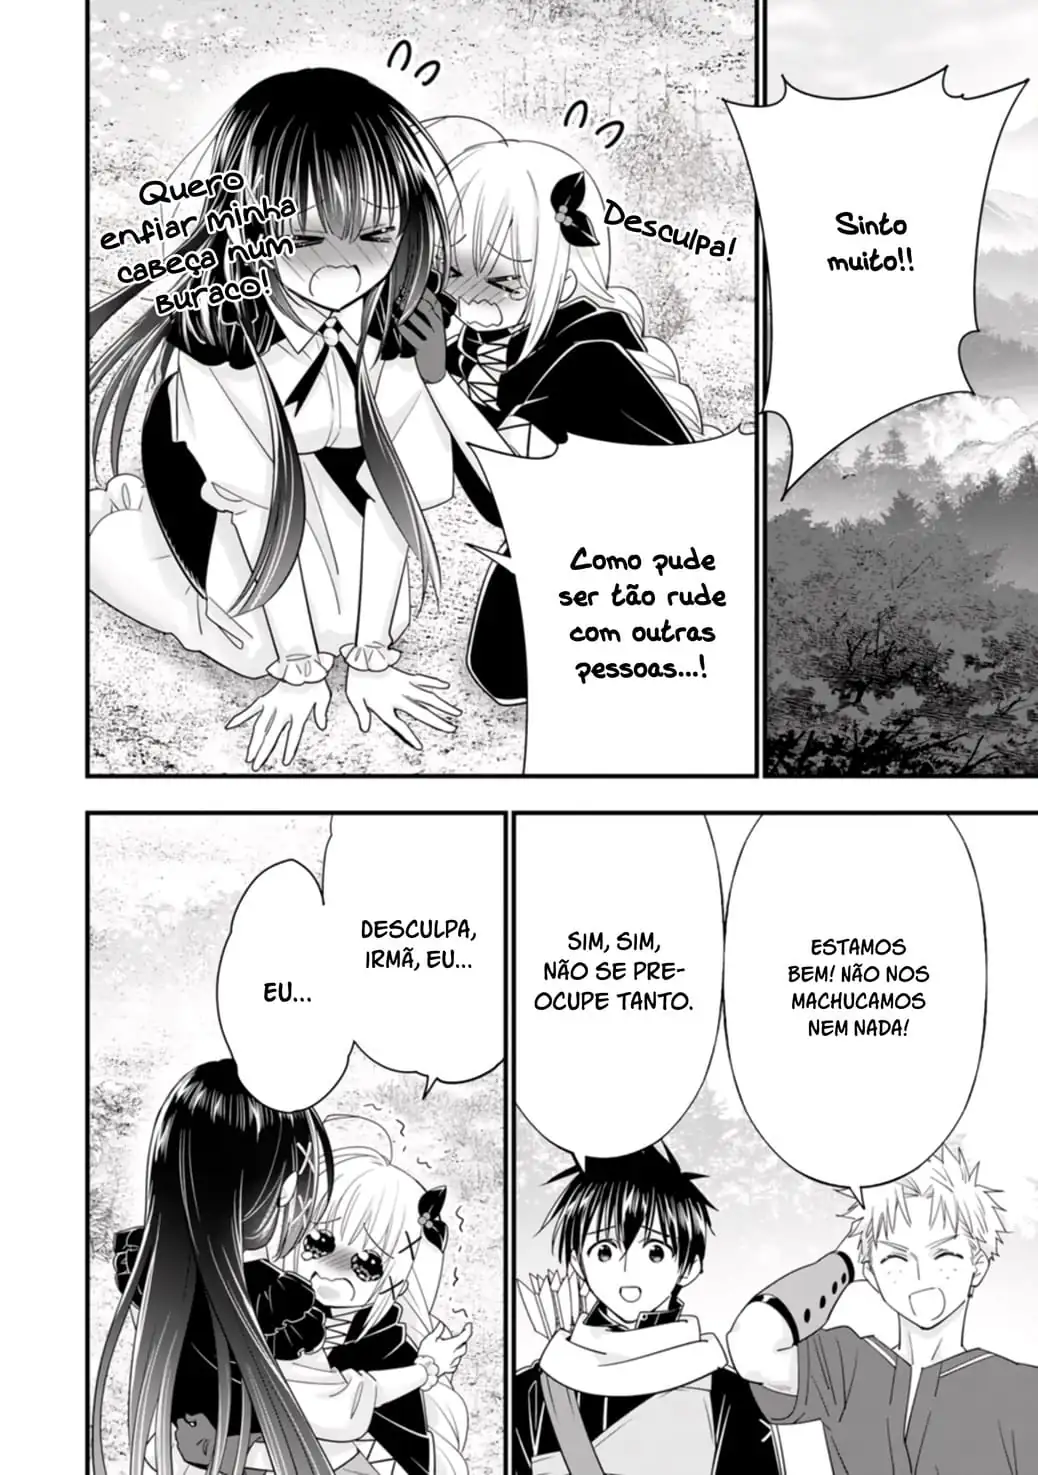 Sinto
muito!!
Desculpa!
Quero
enfiar minha
cabeça num
buraco!
Como pude
ser tão rude
com outras
pessoas...!
ESTAMOS
BEM! NÃO NOS
MACHUCAMOS
NEM NADA!
SIM, SIM,
NÃO SE PRE-
OCUPE TANTO.
DESCULPA,
IRMÃ, EU...
EU...